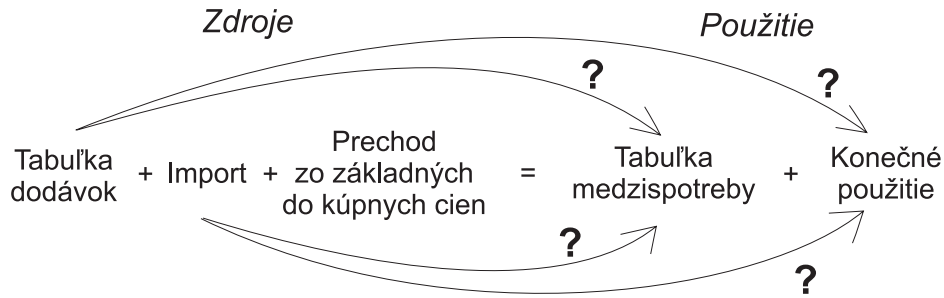 Zdroje Použitie
? ?
Tabuľka dodávok + Import + Prechod zo základných do kúpnych cien = Tabuľka medzispotreby + Konečné použitie
? ?